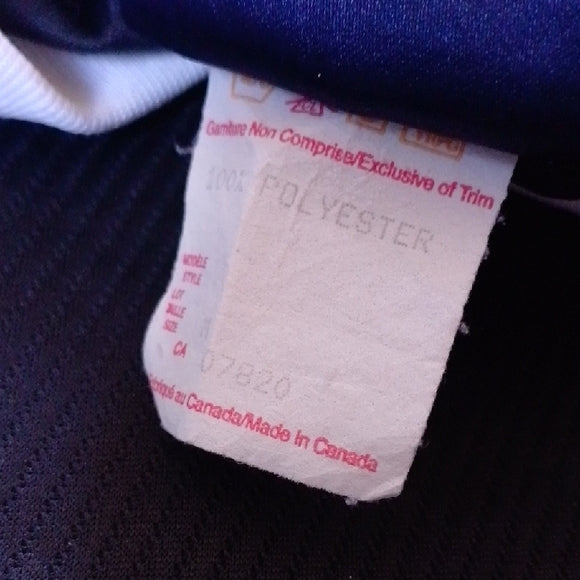 Garniture Non Comprise/Exclusive of Trim
100% POLYESTER
MODÈLE
STYLE
LOT
TAILLE
SIZE
CA 07820
Fabriqué au Canada/Made in Canada